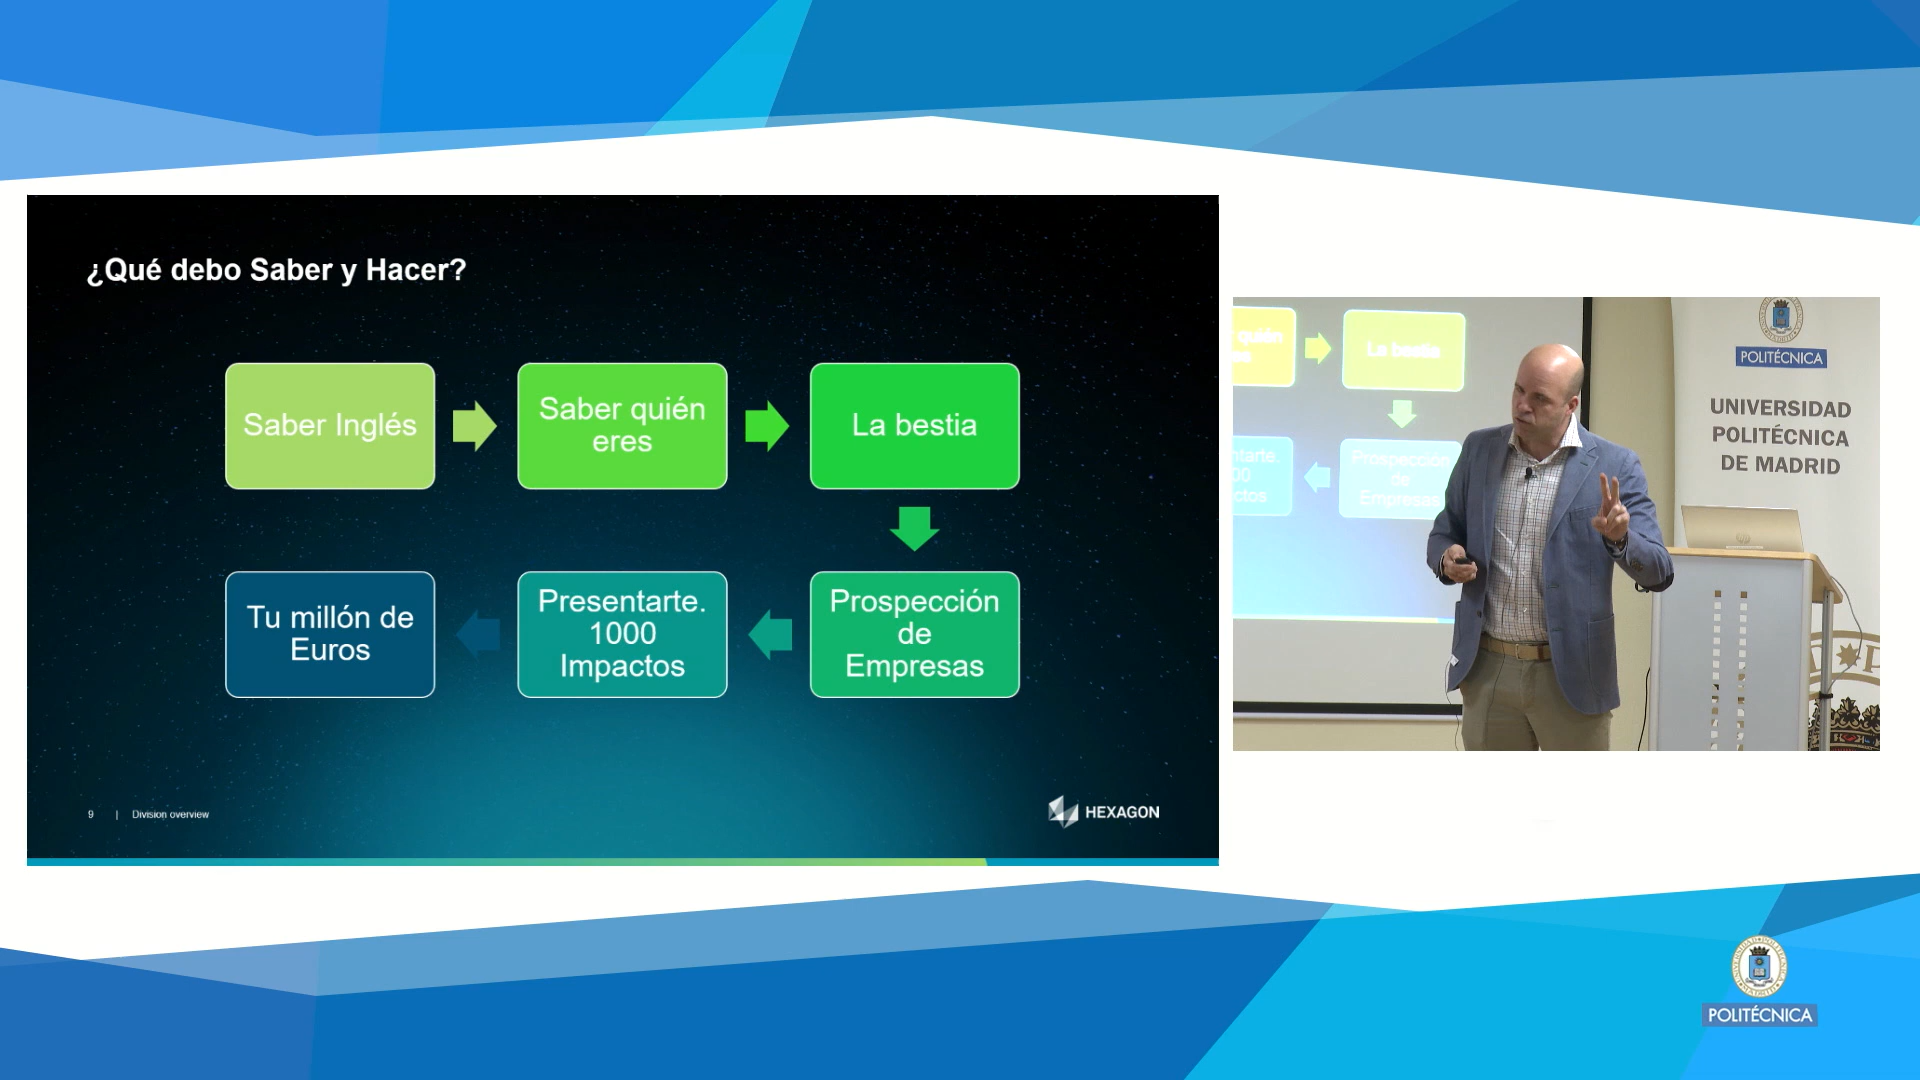 ¿Qué debo Saber y Hacer?
Saber Inglés
Saber quién
eres
La bestia
Tu millón de
Euros
Presentarte.
1000
Impactos
Prospección
de
Empresas
9 | Division overview
HEXAGON
quién
La bestia
Prospección
de
Empresas
POLITÉCNICA
UNIVERSIDAD
POLITÉCNICA
DE MADRID
POLITÉCNICA